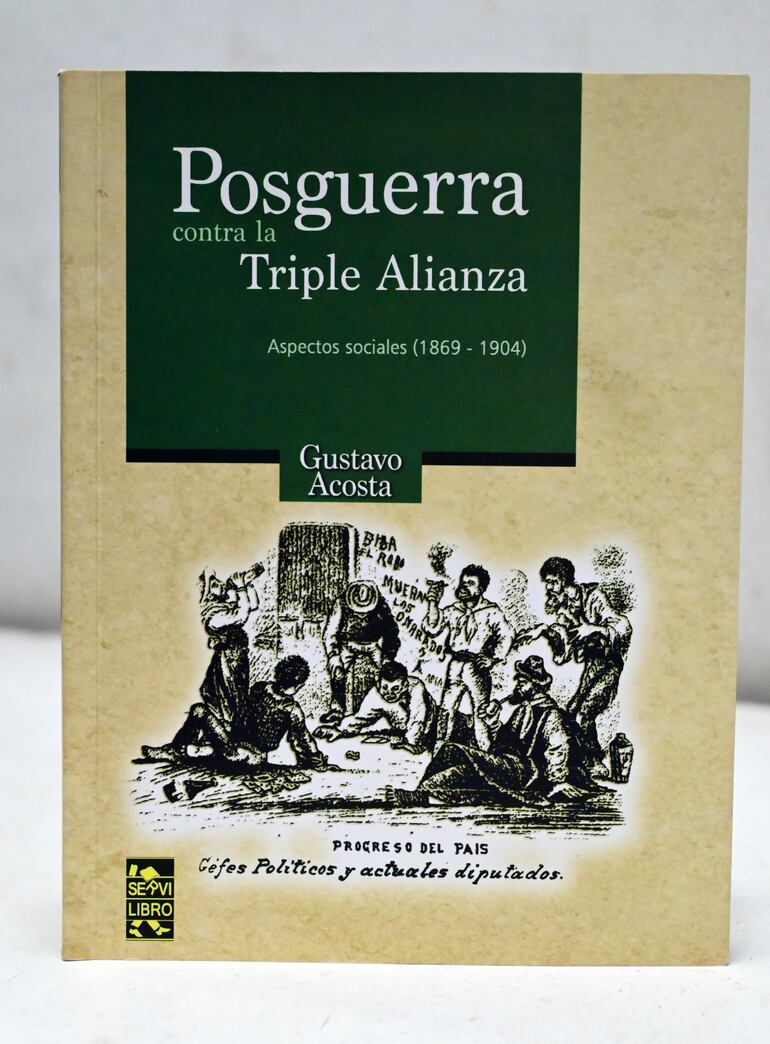 Posguerra
contra la
Triple Alianza
Aspectos sociales (1869 - 1904)
Gustavo
Acosta
BIBA
EL ROBO
MUERAN
LOS
PROGRESO DEL PAIS
Gefes Politicos y actuales diputados.
SERVI
LIBRO